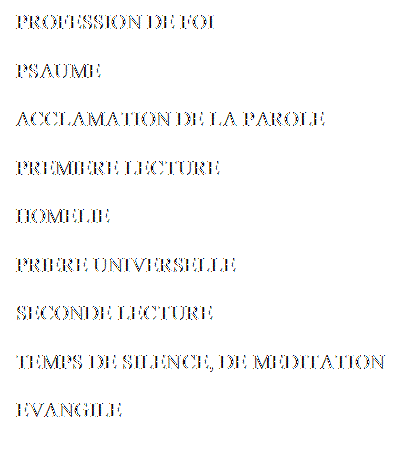 PROFESSION DE FOI
PSAUME
ACCLAMATION DE LA PAROLE
PREMIERE LECTURE
HOMELIE
PRIERE UNIVERSELLE
SECONDE LECTURE
TEMPS DE SILENCE, DE MEDITATION
EVANGILE